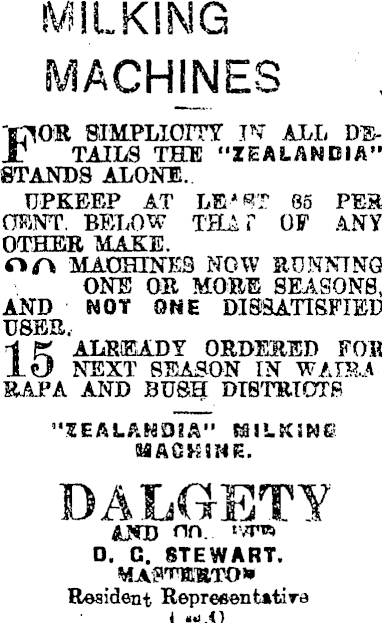 MILKING
MACHINES
FOR SIMPLICITY IN ALL DE-
TAILS THE "ZEALANDIA"
STANDS ALONE.
UPKEEP AT LEAST 85 PER
CENT. BELOW THAT OF ANY
OTHER MAKE.
MACHINES NOW RUNNING
ONE OR MORE SEASONS,
AND NOT ONE DISSATISFIED
USER.
15 ALREADY ORDERED FOR
NEXT SEASON IN WAIRA-
RAPA AND BUSH DISTRICTS
"ZEALANDIA" MILKING
MACHINE.
DALGETY
AND CO.
D. C. STEWART.
MASTERTON
Resident Representative